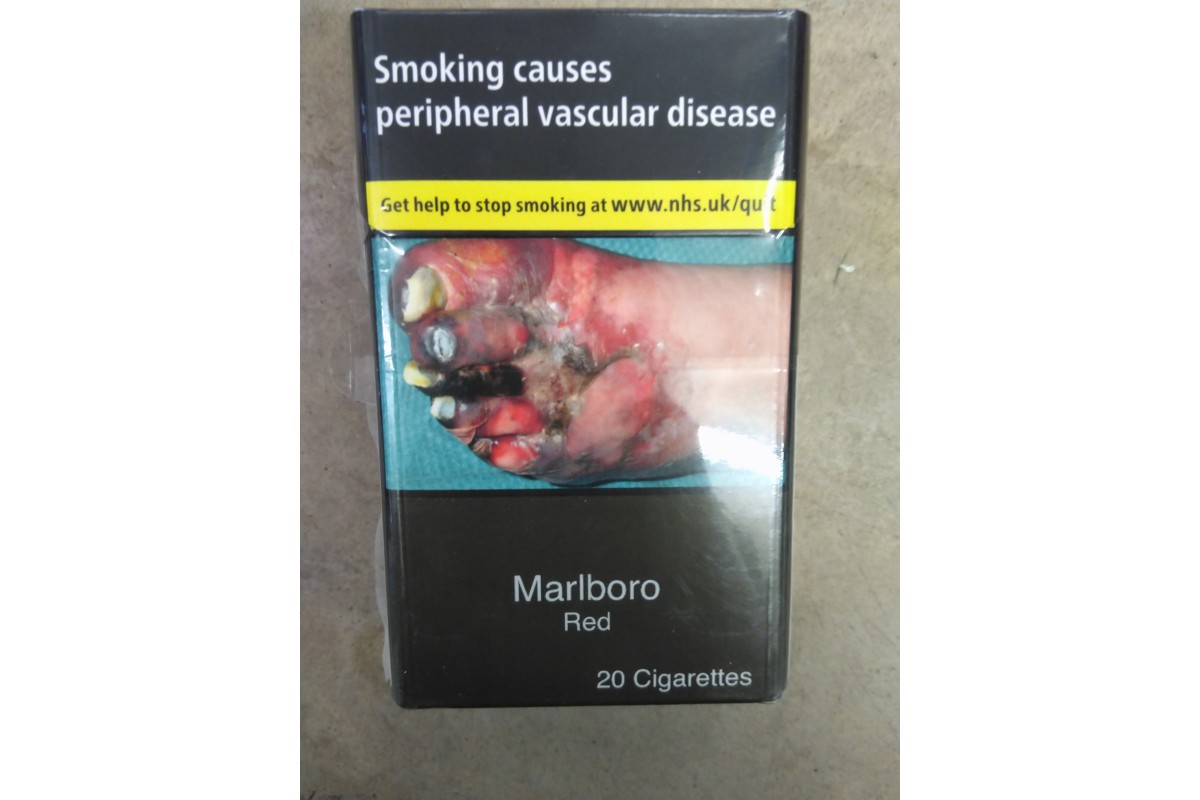 Smoking causes
peripheral vascular disease
Get help to stop smoking at www.nhs.uk/quit
Marlboro
Red
20 Cigarettes